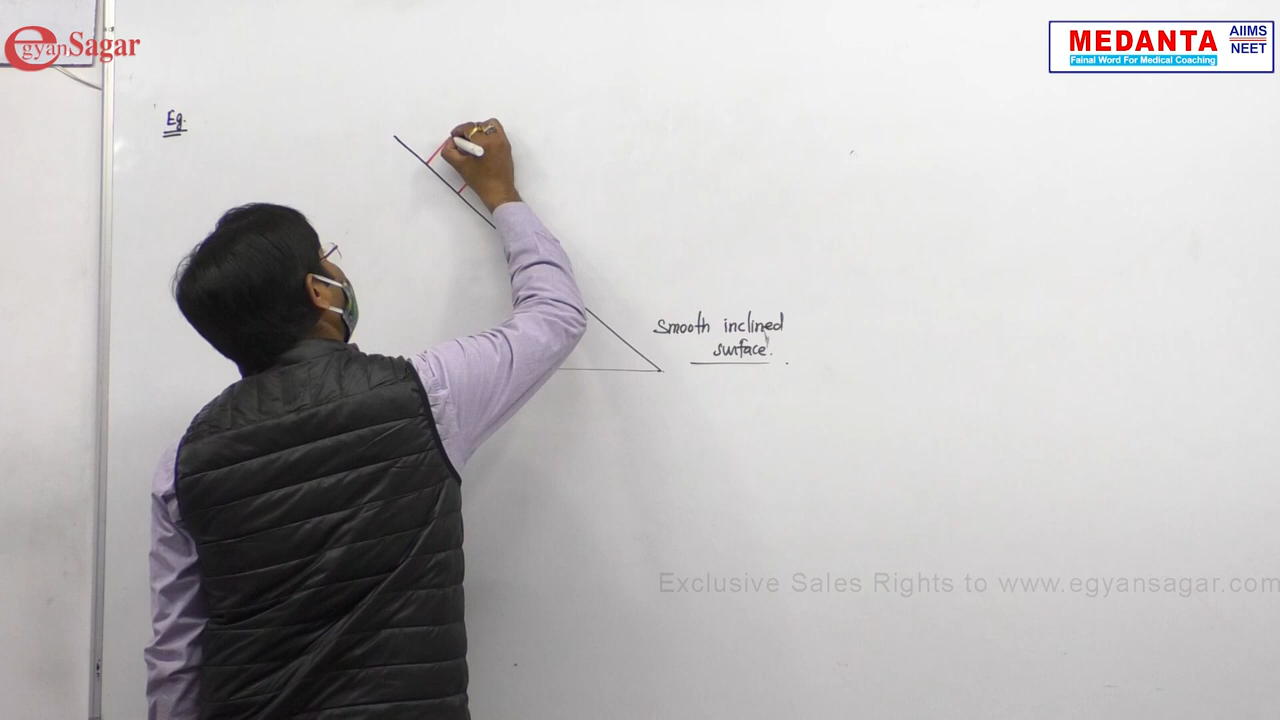 egyanSagar
MEDANTA
Fainal Word For Medical Coaching
AIIMS
NEET
Eg.
Smooth inclined
surface.
Exclusive Sales Rights to www.egyansagar.com